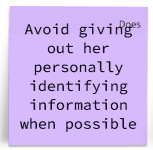 Does
Avoid giving
out her
personally
identifying
information
when possible